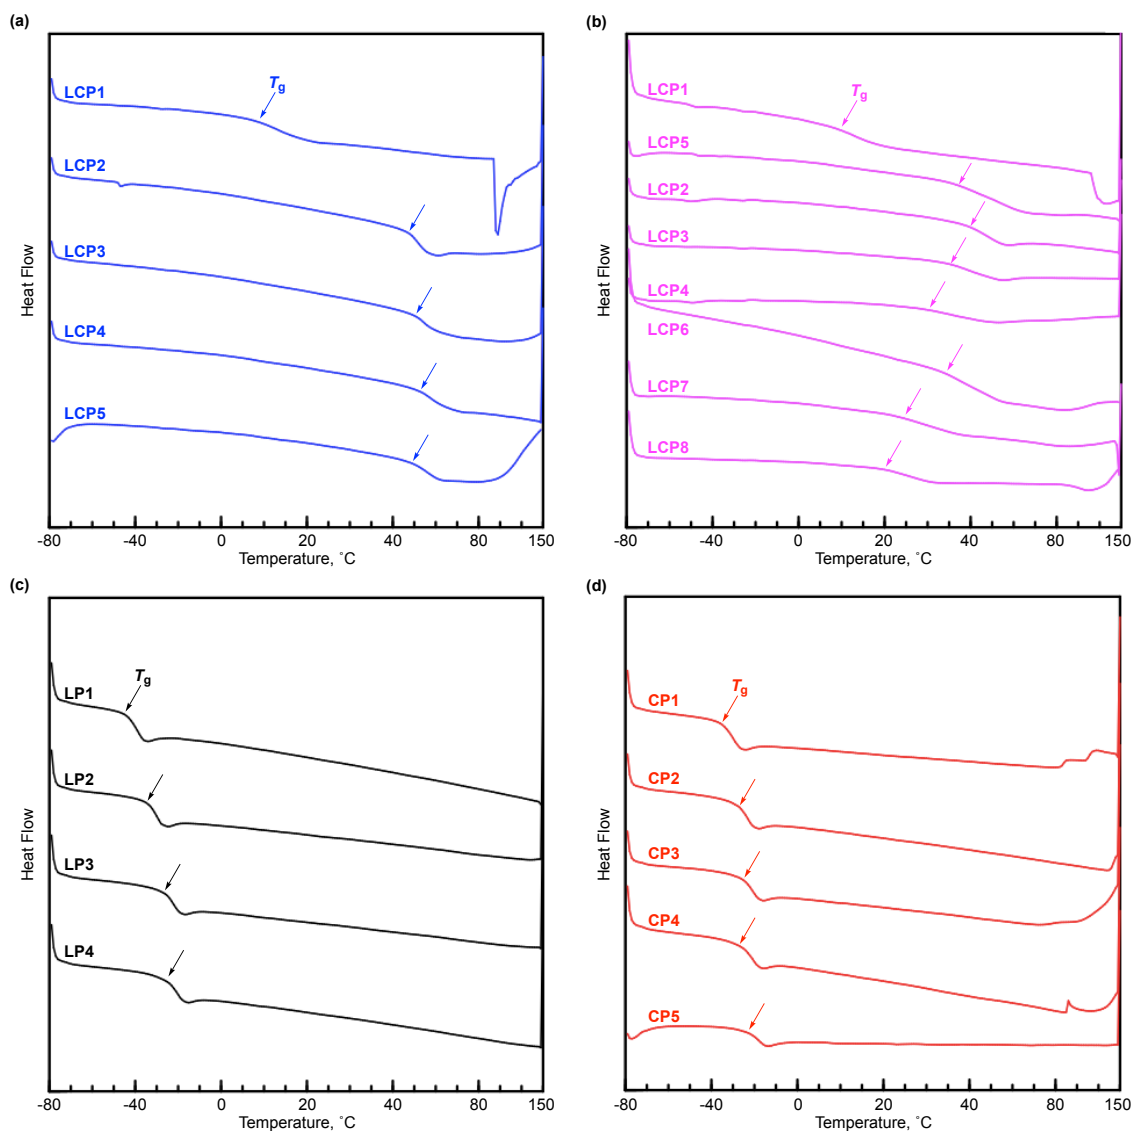 (a)
Tg
LCP1
LCP2
LCP3
LCP4
LCP5
Heat Flow
-80 -40 0 20 40 80 150
Temperature, ˚C
(b)
Tg
LCP1
LCP5
LCP2
LCP3
LCP4
LCP6
LCP7
LCP8
Heat Flow
-80 -40 0 20 40 80 150
Temperature, ˚C
(c)
Tg
LP1
LP2
LP3
LP4
Heat Flow
-80 -40 0 20 40 80 150
Temperature, ˚C
(d)
Tg
CP1
CP2
CP3
CP4
CP5
Heat Flow
-80 -40 0 20 40 80 150
Temperature, ˚C